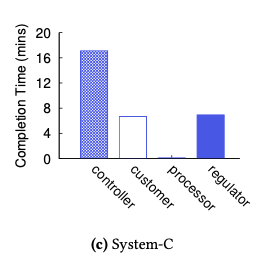 Completion Time (mins)
20
16
12
8
4
0
controller
customer
processor
regulator
(c) System-C